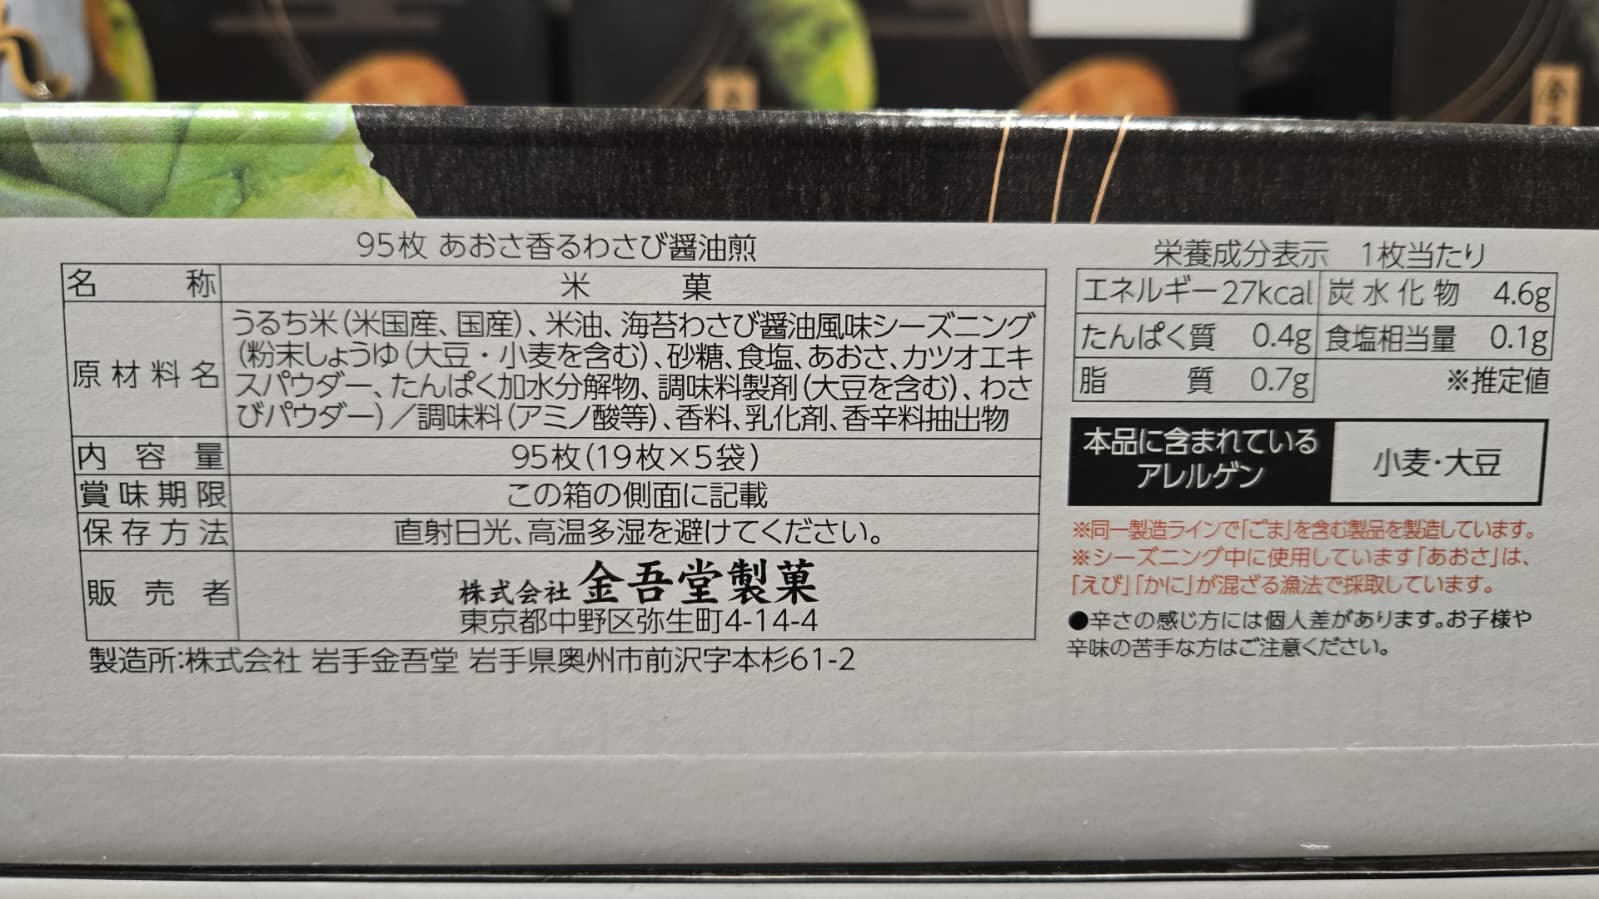 95枚 あおさ香るわさび醤油煎
名称 米菓
原材料名 うるち米(米国産、国産)、米油、海苔わさび醤油風味シーズニング
(粉末しょうゆ(大豆・小麦を含む)、砂糖、食塩、あおさ、カツオエキ
スパウダー、たんぱく加水分解物、調味料製剤(大豆を含む)、わさ
びパウダー)/調味料(アミノ酸等)、香料、乳化剤、香辛料抽出物
内容量 95枚(19枚×5袋)
賞味期限 この箱の側面に記載
保存方法 直射日光、高温多湿を避けてください。
販売者 株式会社 金吾堂製菓
東京都中野区弥生町4-14-4
製造所:株式会社 岩手金吾堂 岩手県奥州市前沢字本杉61-2
栄養成分表示 1枚当たり
エネルギー 27kcal 炭水化物 4.6g
たんぱく質 0.4g 食塩相当量 0.1g
脂質 0.7g ※推定値
本品に含まれている
アレルゲン
小麦・大豆
※同一製造ラインで「ごま」を含む製品を製造しています。
※シーズニング中に使用しています「あおさ」は、
「えび」「かに」が混ざる漁法で採取しています。
●辛さの感じ方には個人差があります。お子様や
辛味の苦手な方はご注意ください。